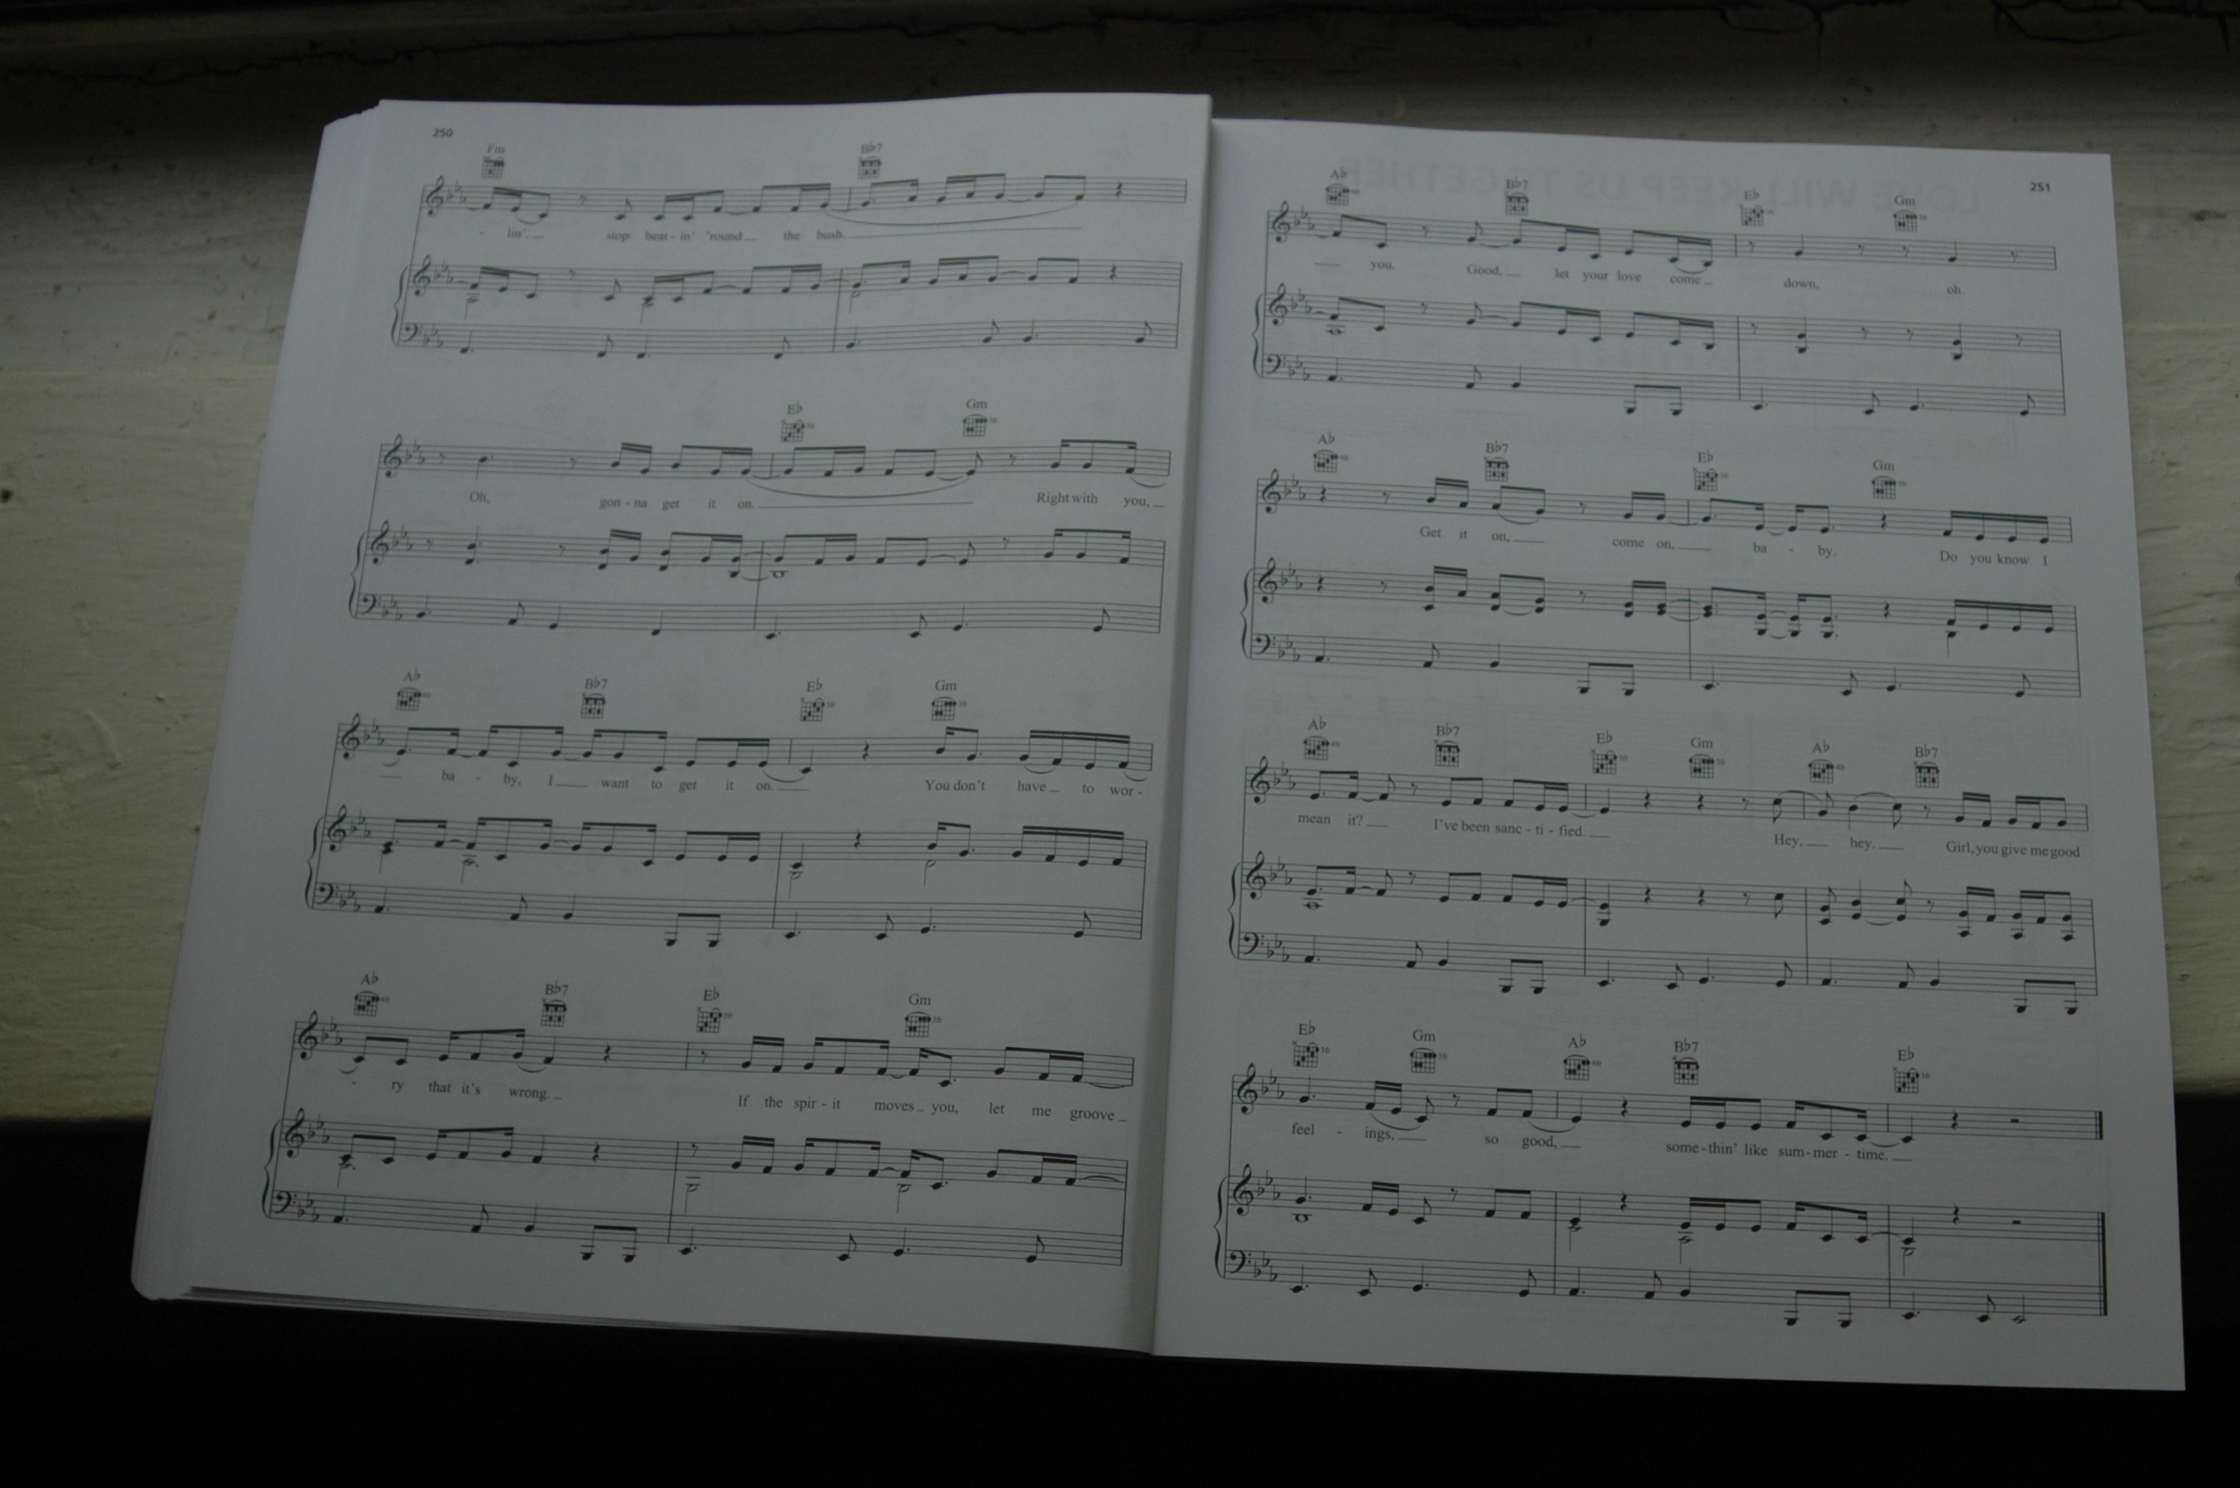 250
Fm Bb7
- lin'. stop beat - in' 'round the bush.
Eb Gm
Oh, gon - na get it on. Right with you,
Ab Bb7 Eb Gm
ba - by, I want to get it on. You don't have to wor -
Ab Bb7 Eb Gm
- ry that it's wrong. If the spir - it moves you, let me groove
251
Ab Bb7 Eb Gm
you. Good, let your love come down, oh.
Ab Bb7 Eb Gm
Get it on, come on, ba - by. Do you know I
Ab Bb7 Eb Gm Ab Bb7
mean it? I've been sanc - ti - fied. Hey, hey. Girl, you give me good
Eb Gm Ab Bb7 Eb
feel - ings, so good, some - thin' like sum - mer - time.